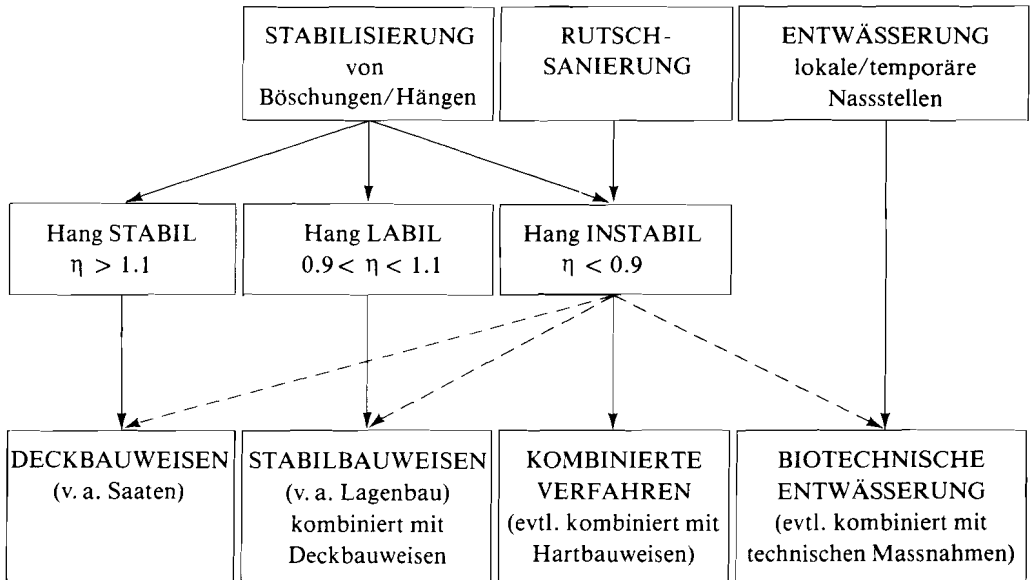 STABILISIERUNG
von
Böschungen/Hängen
RUTSCH-
SANIERUNG
ENTWÄSSERUNG
lokale/temporäre
Nassstellen
Hang STABIL
η > 1.1
Hang LABIL
0.9 < η < 1.1
Hang INSTABIL
η < 0.9
DECKBAUWEISEN
(v. a. Saaten)
STABILBAUWEISEN
(v. a. Lagenbau)
kombiniert mit
Deckbauweisen
KOMBINIERTE
VERFAHREN
(evtl. kombiniert mit
Hartbauweisen)
BIOTECHNISCHE
ENTWÄSSERUNG
(evtl. kombiniert mit
technischen Massnahmen)